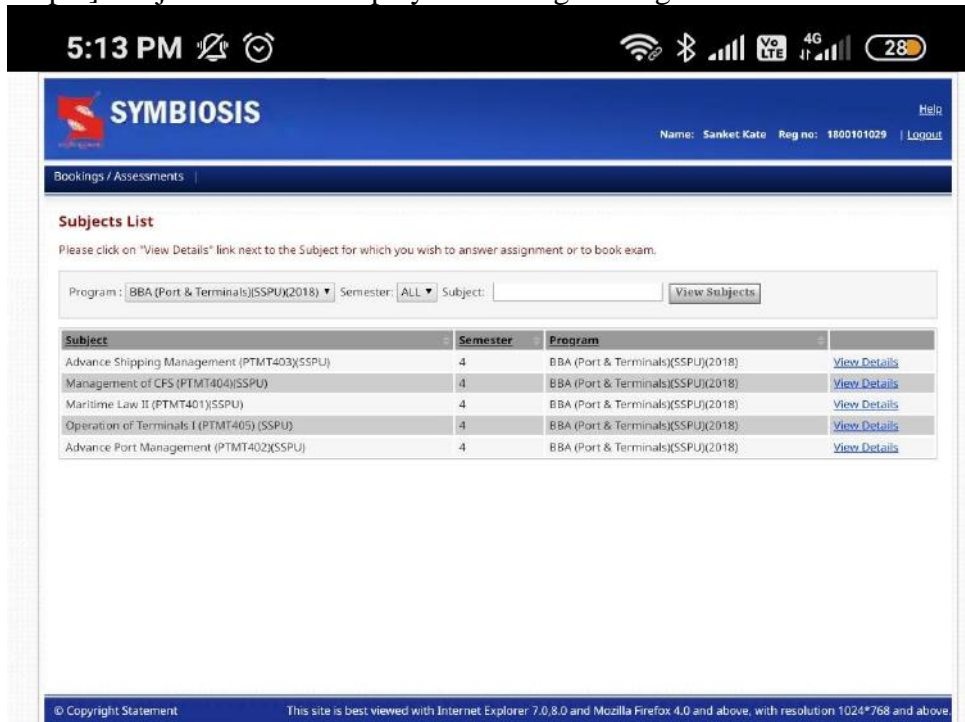 5:13 PM Vo LTE 4G 28
SYMBIOSIS
Help
Name: Sanket Kate Reg no: 1800101029 | Logout
Bookings / Assessments |
Subjects List
Please click on "View Details" link next to the Subject for which you wish to answer assignment or to book exam.
Program : BBA (Port & Terminals)(SSPU)(2018) Semester: ALL Subject: View Subjects
Subject Semester Program
Advance Shipping Management (PTMT403)(SSPU) 4 BBA (Port & Terminals)(SSPU)(2018) View Details
Management of CFS (PTMT404)(SSPU) 4 BBA (Port & Terminals)(SSPU)(2018) View Details
Maritime Law II (PTMT401)(SSPU) 4 BBA (Port & Terminals)(SSPU)(2018) View Details
Operation of Terminals I (PTMT405) (SSPU) 4 BBA (Port & Terminals)(SSPU)(2018) View Details
Advance Port Management (PTMT402)(SSPU) 4 BBA (Port & Terminals)(SSPU)(2018) View Details
© Copyright Statement This site is best viewed with Internet Explorer 7.0,8.0 and Mozilla Firefox 4.0 and above, with resolution 1024*768 and above.